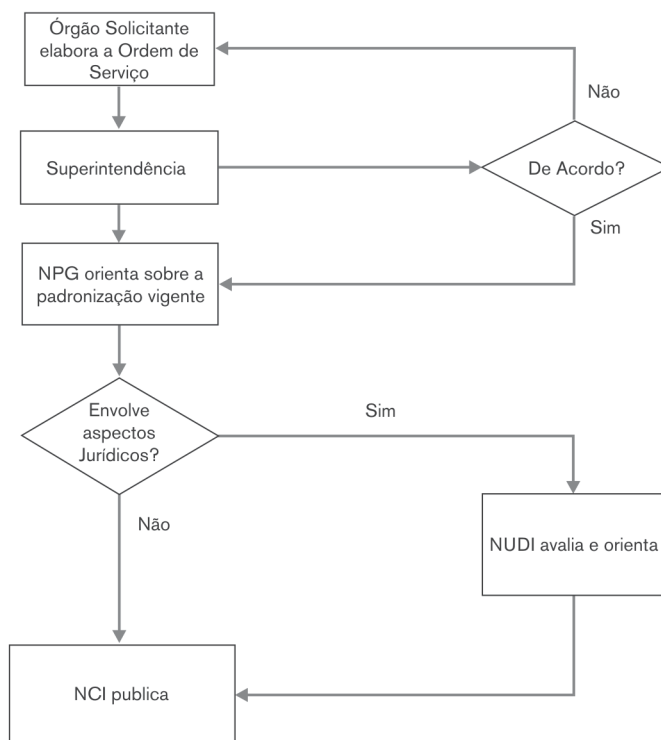 Órgão Solicitante
elabora a Ordem de
Serviço
Não
Superintendência
De Acordo?
Sim
NPG orienta sobre a
padronização vigente
Envolve
aspectos
Jurídicos?
Sim
Não
NUDI avalia e orienta
NCI publica